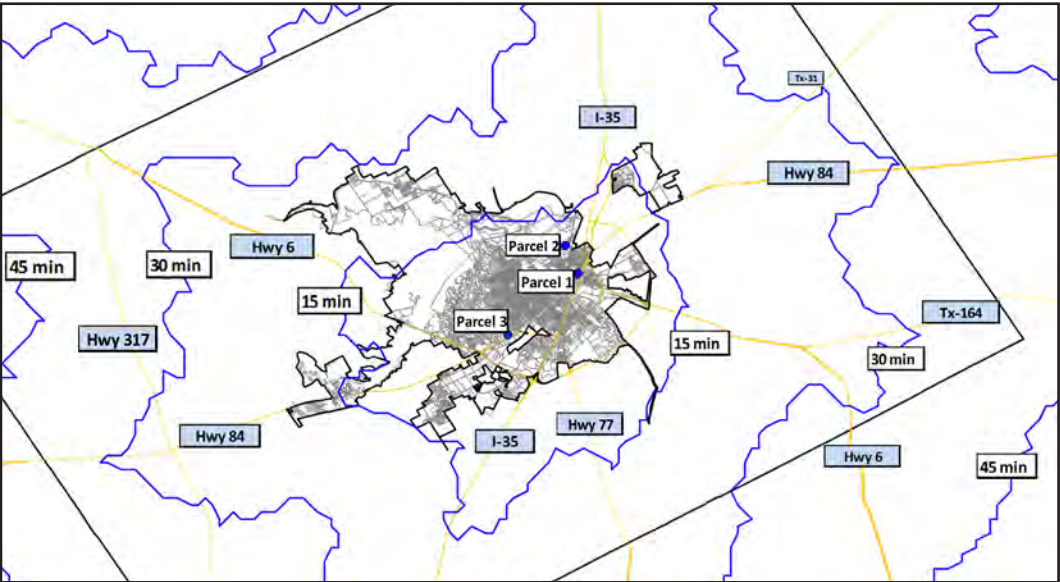 Tx-31
I-35
Hwy 84
Hwy 6
Parcel 2
45 min
30 min
Parcel 1
15 min
Tx-164
Parcel 3
Hwy 317
15 min
30 min
Hwy 77
Hwy 84
I-35
Hwy 6
45 min